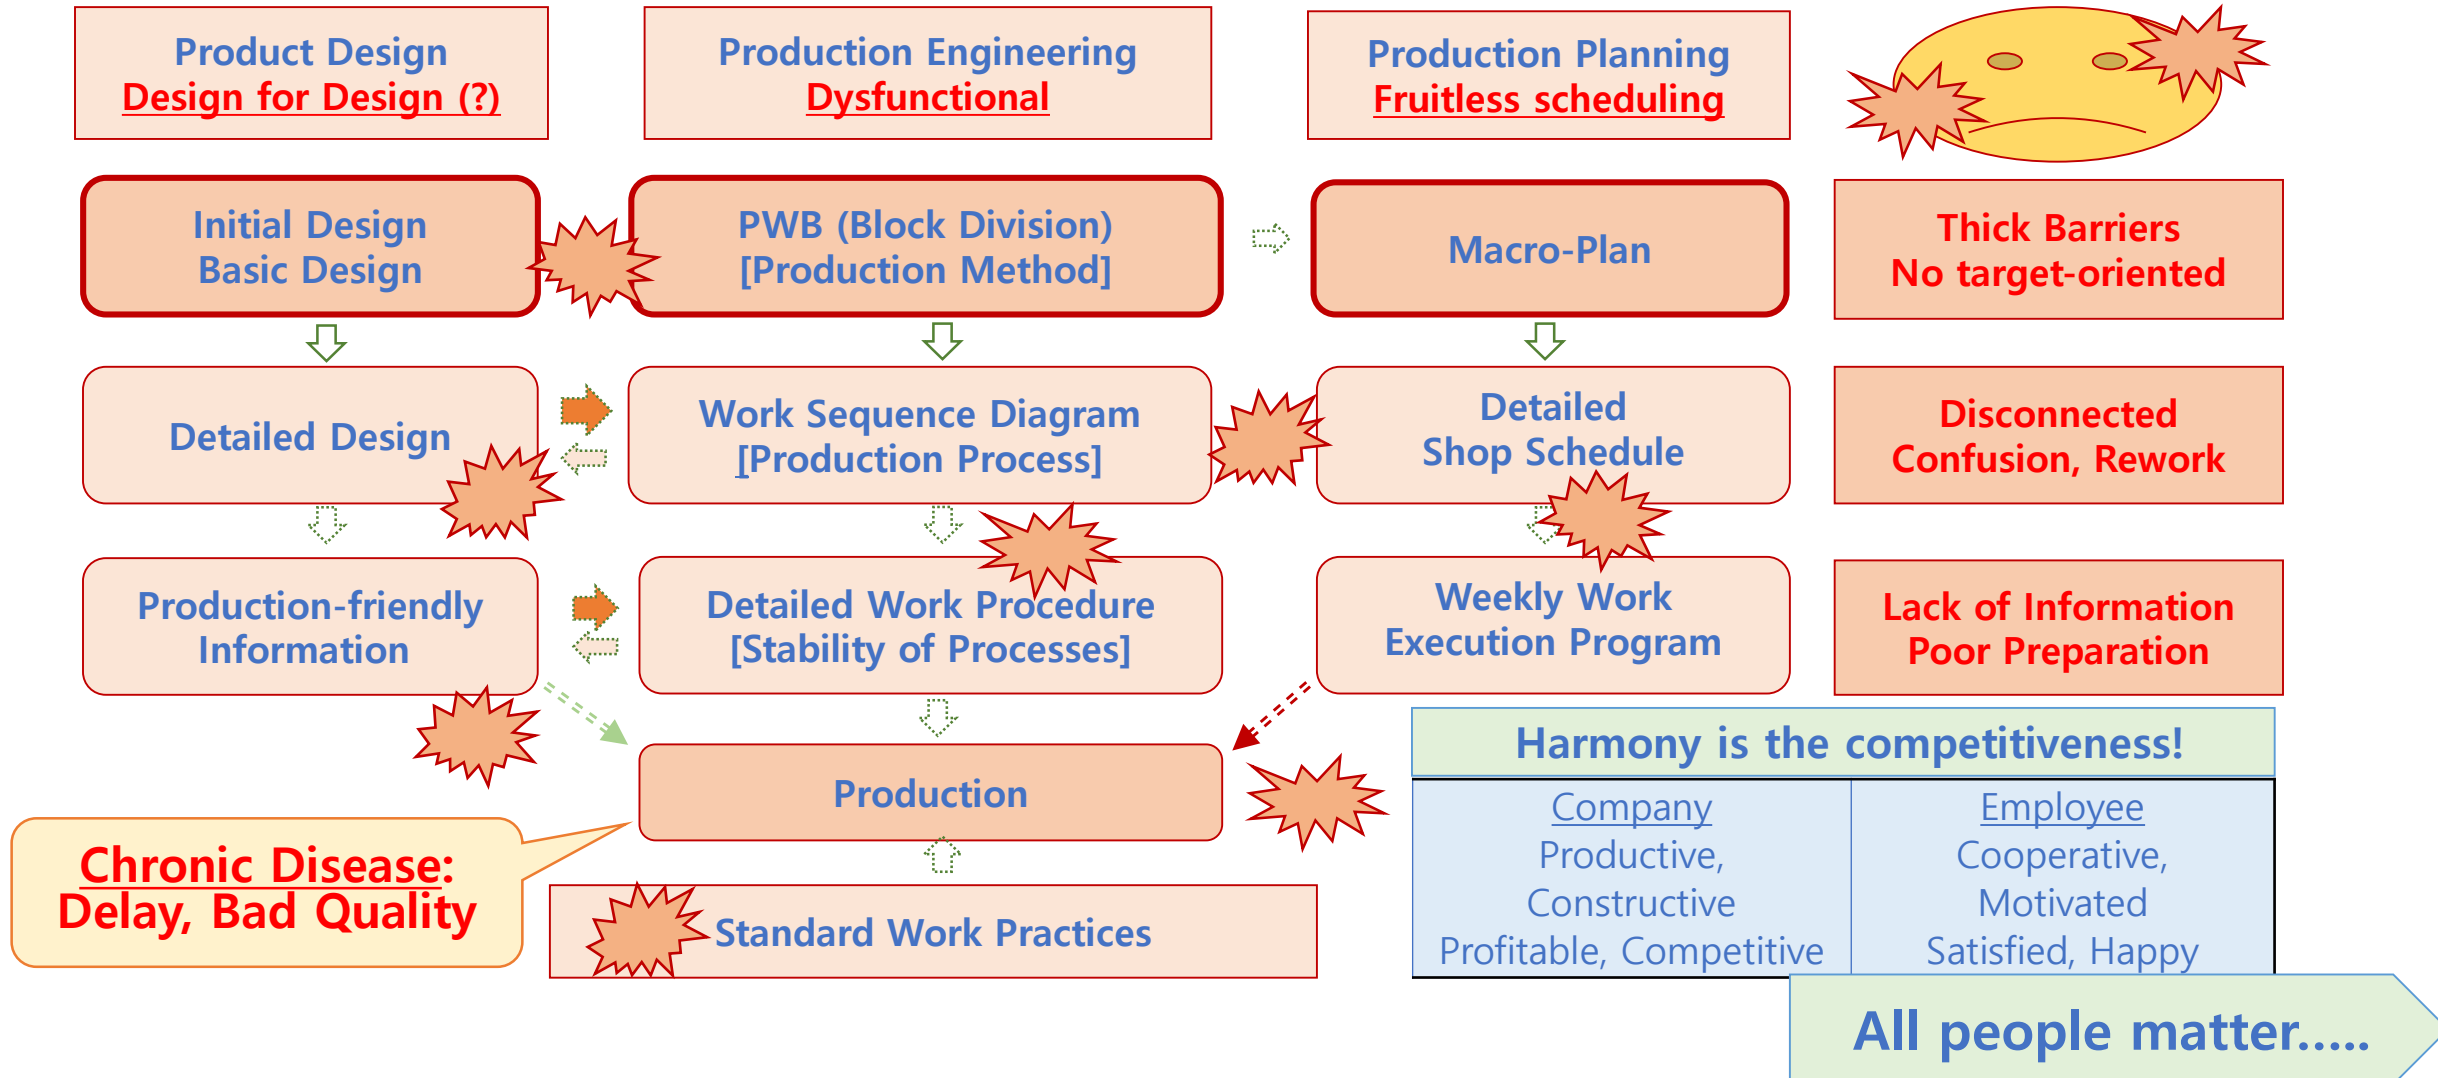 Product Design
Design for Design (?)
Production Engineering
Dysfunctional
Production Planning
Fruitless scheduling
Initial Design
Basic Design
PWB (Block Division)
[Production Method]
Macro-Plan
Thick Barriers
No target-oriented
Detailed Design
Work Sequence Diagram
[Production Process]
Detailed
Shop Schedule
Disconnected
Confusion, Rework
Production-friendly
Information
Detailed Work Procedure
[Stability of Processes]
Weekly Work
Execution Program
Lack of Information
Poor Preparation
Production
Chronic Disease:
Delay, Bad Quality
Standard Work Practices
Harmony is the competitiveness!
Company
Productive,
Constructive
Profitable, Competitive
Employee
Cooperative,
Motivated
Satisfied, Happy
All people matter.....